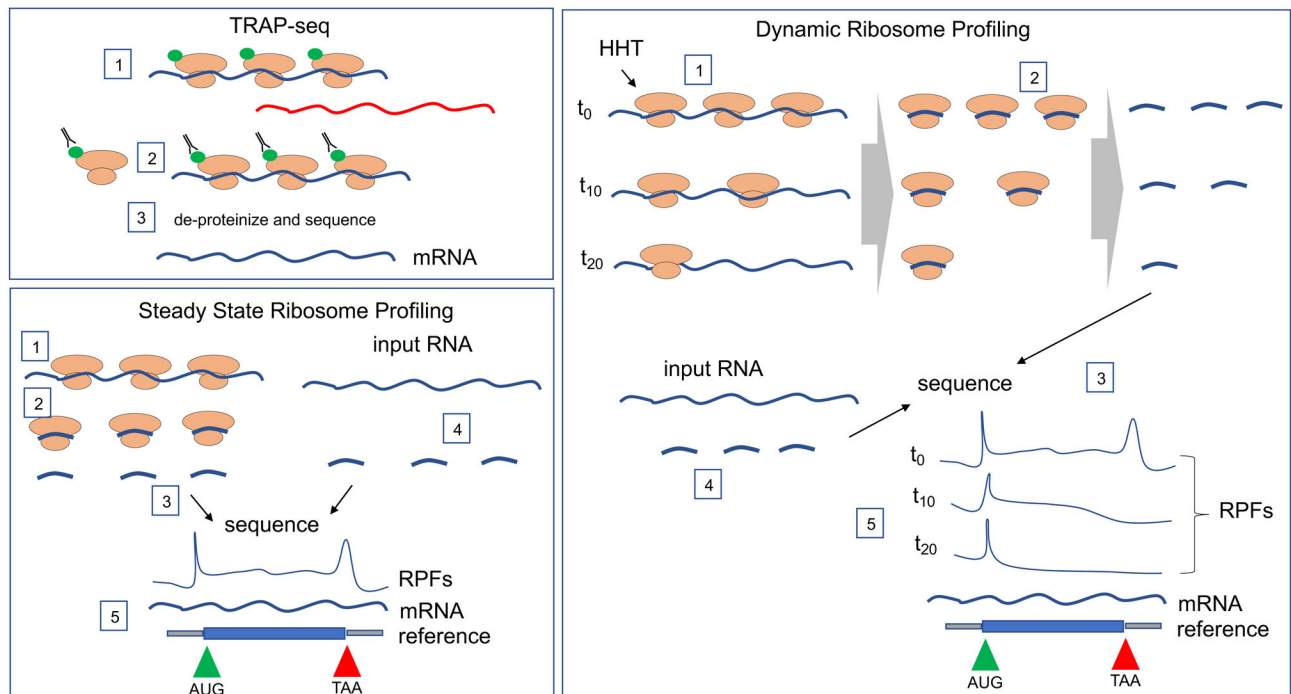 TRAP-seq
1
2
3 de-proteinize and sequence
mRNA
Steady State Ribosome Profiling
1
input RNA
2
4
3
sequence
RPFs
5
mRNA
reference
AUG
TAA
Dynamic Ribosome Profiling
HHT
1
2
t0
t10
t20
input RNA
sequence
3
4
t0
t10
5
RPFs
t20
mRNA
reference
AUG
TAA